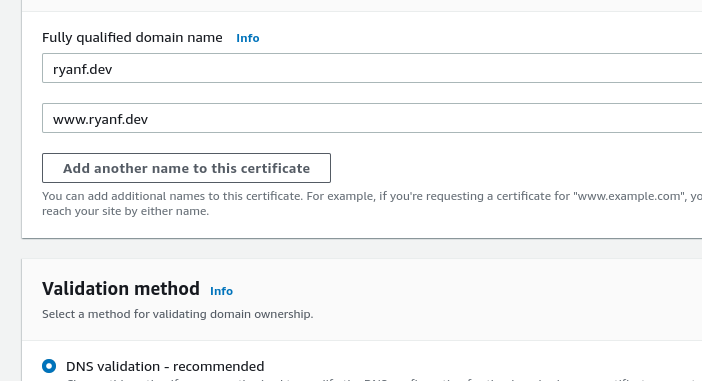 Fully qualified domain name Info
ryanf.dev
www.ryanf.dev
Add another name to this certificate
You can add additional names to this certificate. For example, if you're requesting a certificate for "www.example.com", yo
reach your site by either name.
Validation method Info
Select a method for validating domain ownership.
DNS validation - recommended